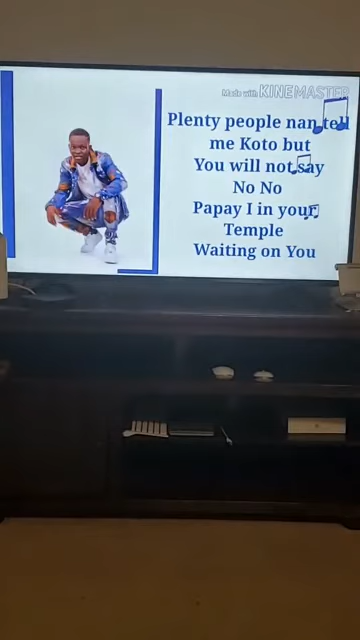 Made with KINEMASTER
Plenty people nan tell
me Koto but
You will not say
No No
Papay I in your
Temple
Waiting on You